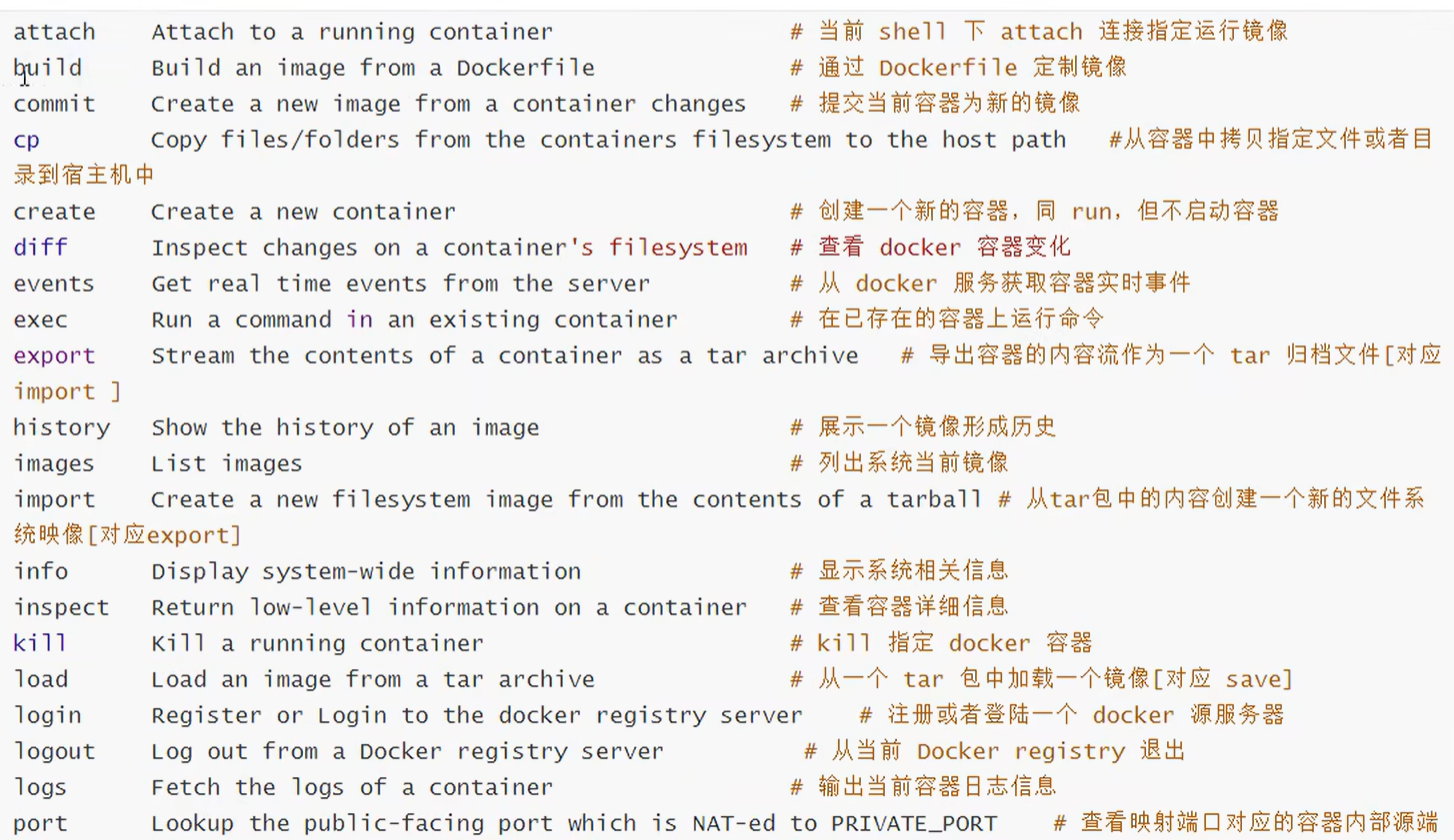 attach Attach to a running container # 当前 shell 下 attach 连接指定运行镜像
build Build an image from a Dockerfile # 通过 Dockerfile 定制镜像
commit Create a new image from a container changes # 提交当前容器为新的镜像
cp Copy files/folders from the containers filesystem to the host path #从容器中拷贝指定文件或者目
录到宿主机中
create Create a new container # 创建一个新的容器，同 run，但不启动容器
diff Inspect changes on a container's filesystem # 查看 docker 容器变化
events Get real time events from the server # 从 docker 服务获取容器实时事件
exec Run a command in an existing container # 在已存在的容器上运行命令
export Stream the contents of a container as a tar archive # 导出容器的内容流作为一个 tar 归档文件[对应
import ]
history Show the history of an image # 展示一个镜像形成历史
images List images # 列出系统当前镜像
import Create a new filesystem image from the contents of a tarball # 从tar包中的内容创建一个新的文件系
统映像[对应export]
info Display system-wide information # 显示系统相关信息
inspect Return low-level information on a container # 查看容器详细信息
kill Kill a running container # kill 指定 docker 容器
load Load an image from a tar archive # 从一个 tar 包中加载一个镜像[对应 save]
login Register or Login to the docker registry server # 注册或者登陆一个 docker 源服务器
logout Log out from a Docker registry server # 从当前 Docker registry 退出
logs Fetch the logs of a container # 输出当前容器日志信息
port Lookup the public-facing port which is NAT-ed to PRIVATE_PORT # 查看映射端口对应的容器内部源端